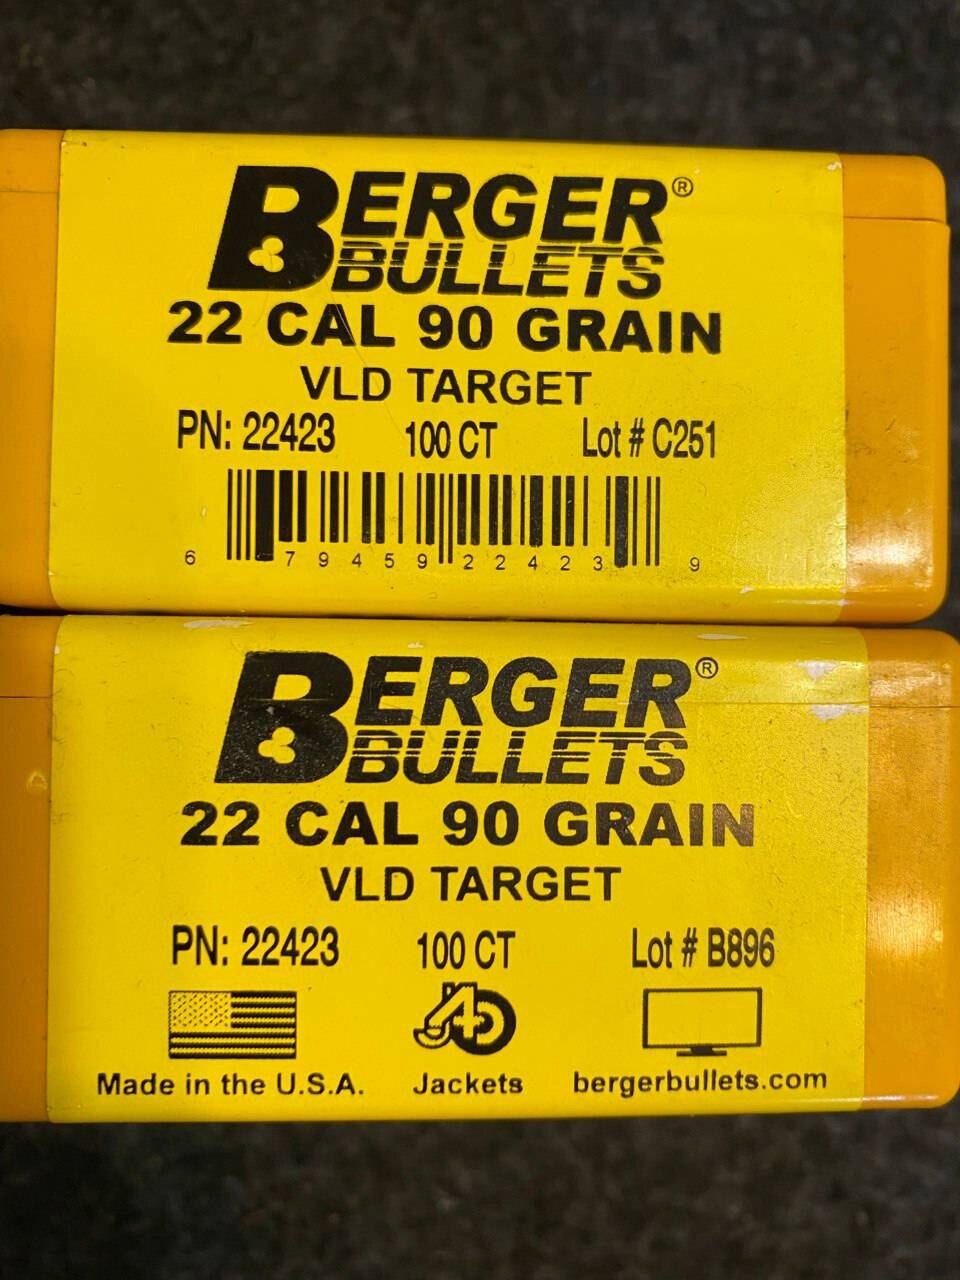 BERGER®
BULLETS
22 CAL 90 GRAIN
VLD TARGET
PN: 22423 100 CT Lot # C251
6 79459 22423 9
BERGER®
BULLETS
22 CAL 90 GRAIN
VLD TARGET
PN: 22423 100 CT Lot # B896
J4
Made in the U.S.A. Jackets bergerbullets.com